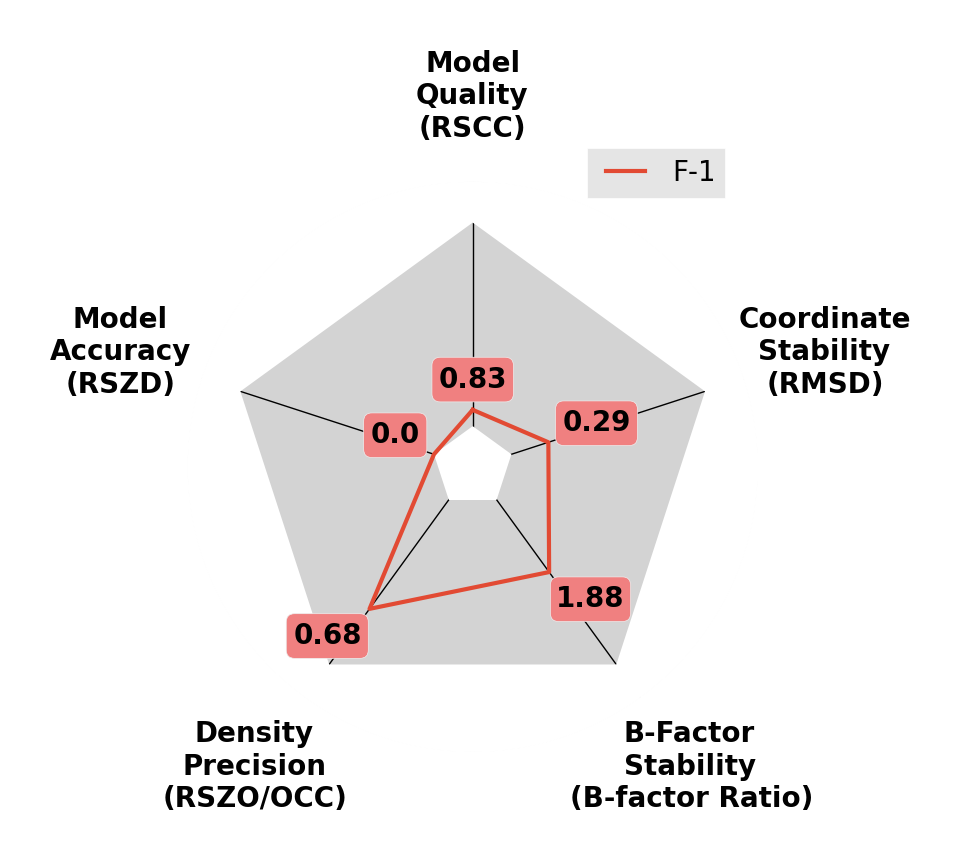 Model
Quality
(RSCC)
F-1
Model
Accuracy
(RSZD)
Coordinate
Stability
(RMSD)
0.83
0.29
0.0
1.88
0.68
Density
Precision
(RSZO/OCC)
B-Factor
Stability
(B-factor Ratio)